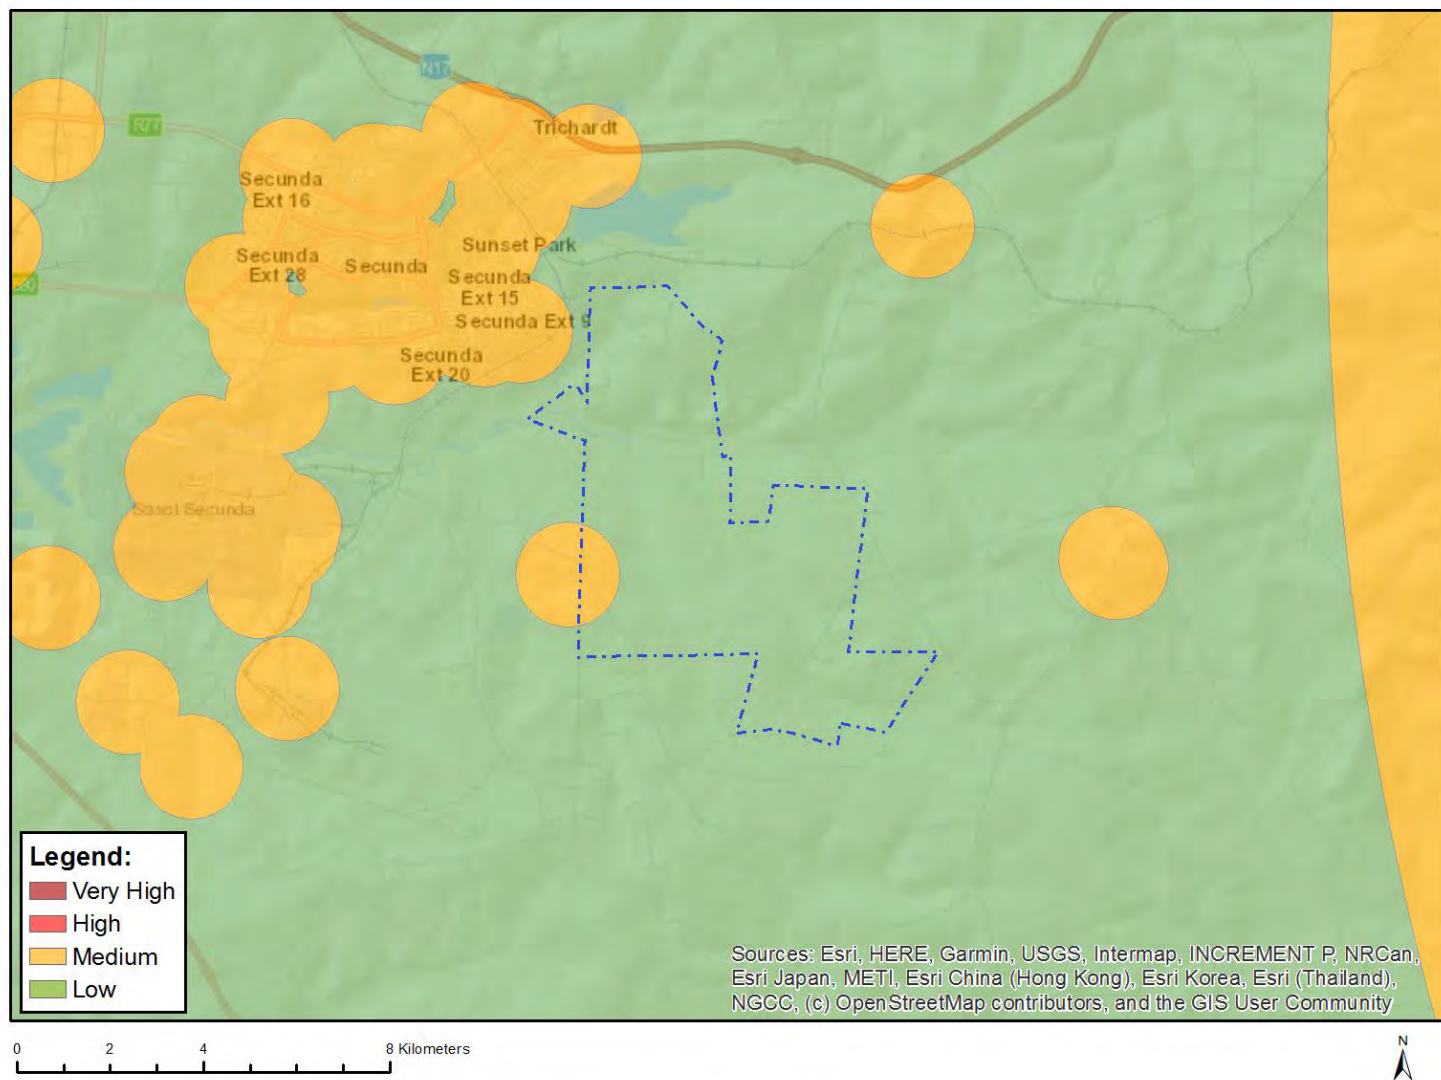 N17
R77
Trichardt
Secunda
Ext 16
Sunset Park
Secunda
Ext 28
Secunda
Secunda
Ext 15
Secunda Ext 9
Secunda
Ext 20
Sasol Secunda
Legend:
Very High
High
Medium
Low
Sources: Esri, HERE, Garmin, USGS, Intermap, INCREMENT P, NRCan,
Esri Japan, METI, Esri China (Hong Kong), Esri Korea, Esri (Thailand),
NGCC, (c) OpenStreetMap contributors, and the GIS User Community
0 2 4 8 Kilometers
N